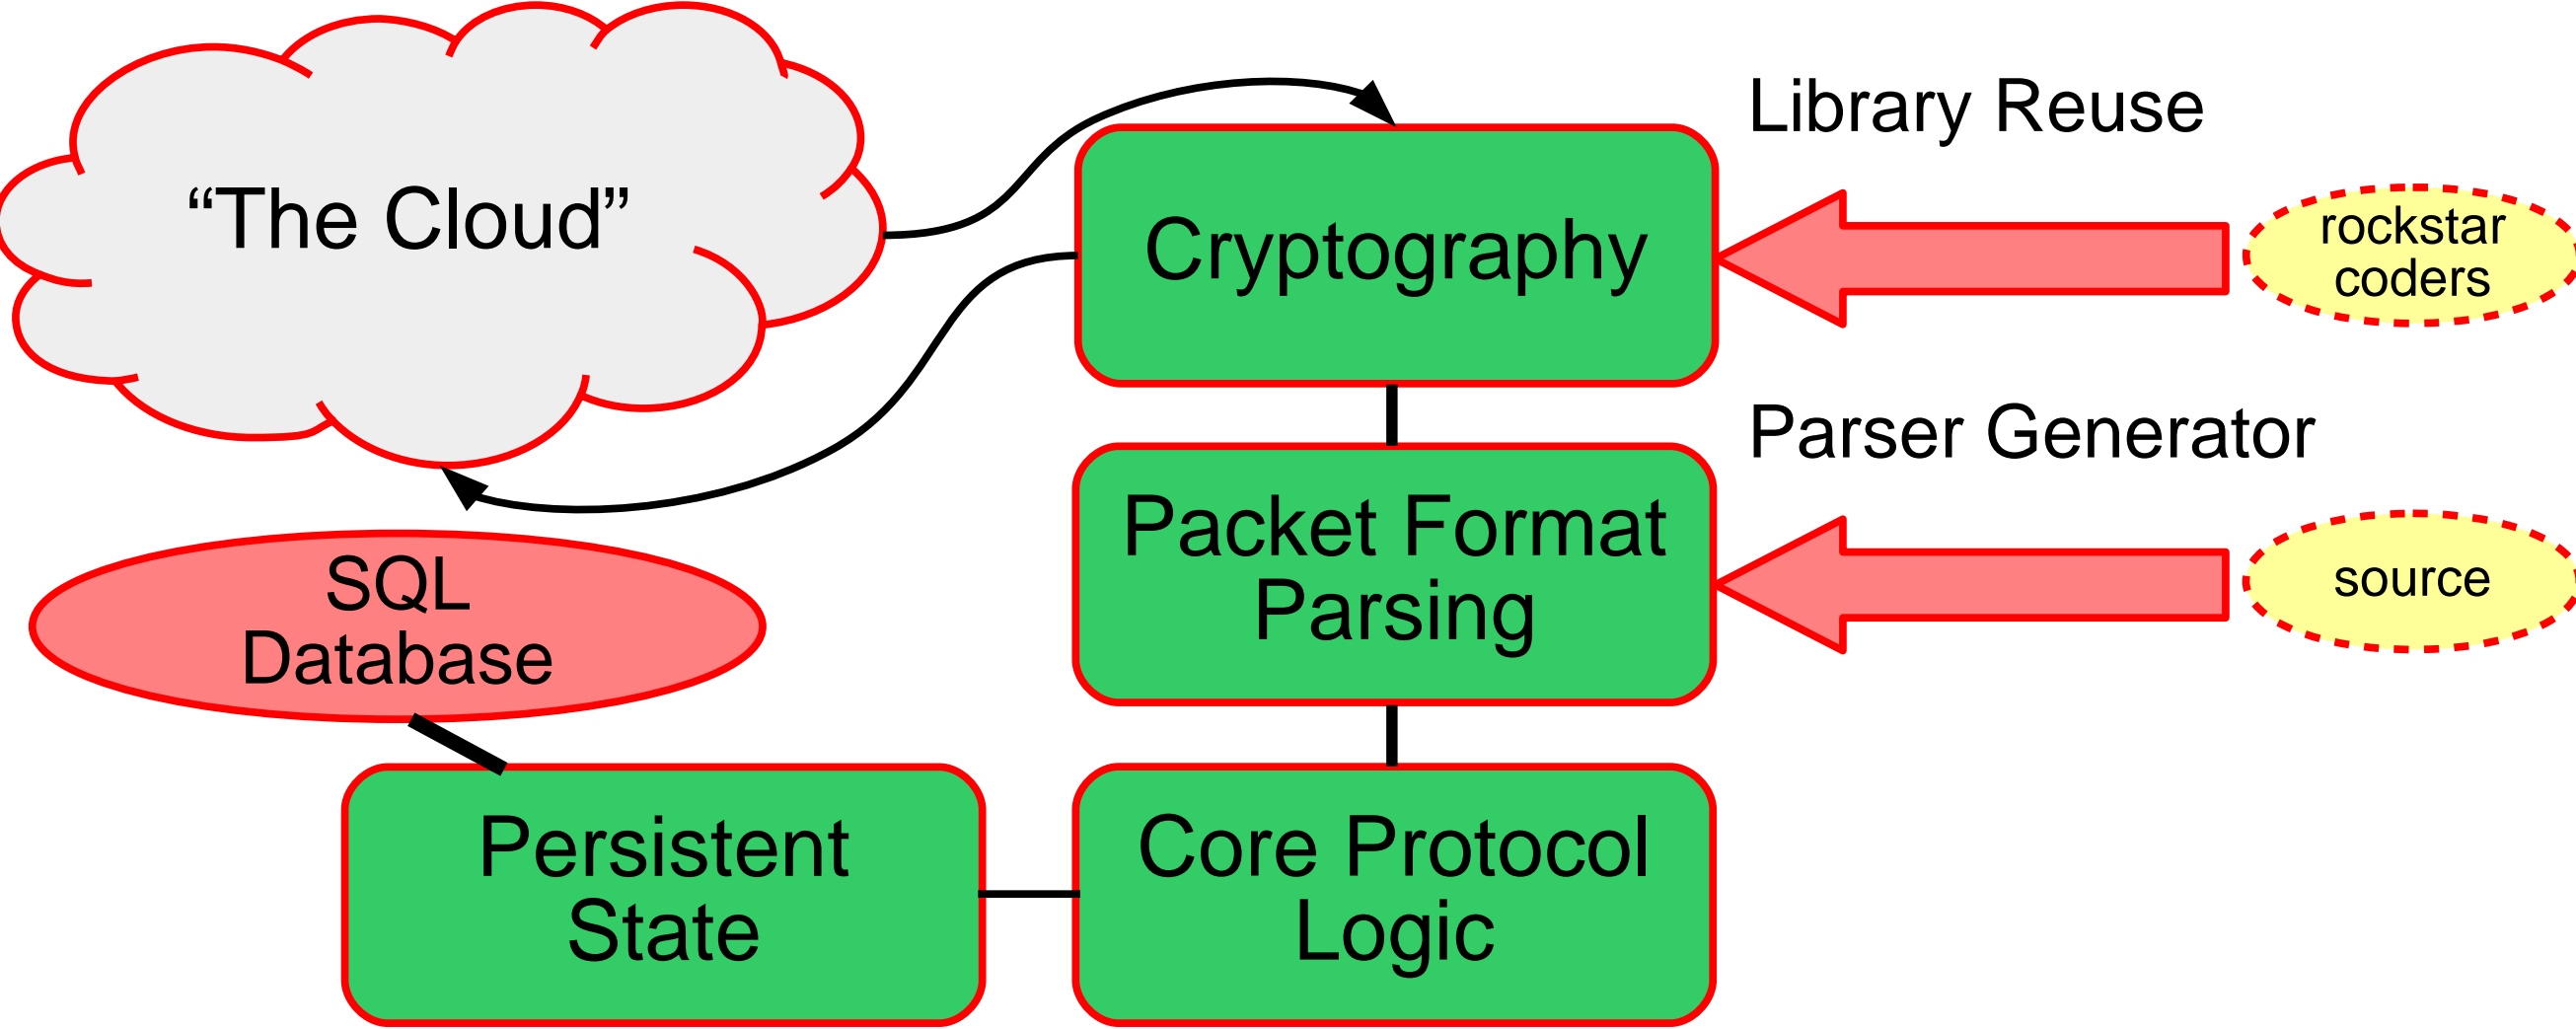 “The Cloud”
Library Reuse
Cryptography
rockstar
coders
Parser Generator
Packet Format
Parsing
source
SQL
Database
Persistent
State
Core Protocol
Logic